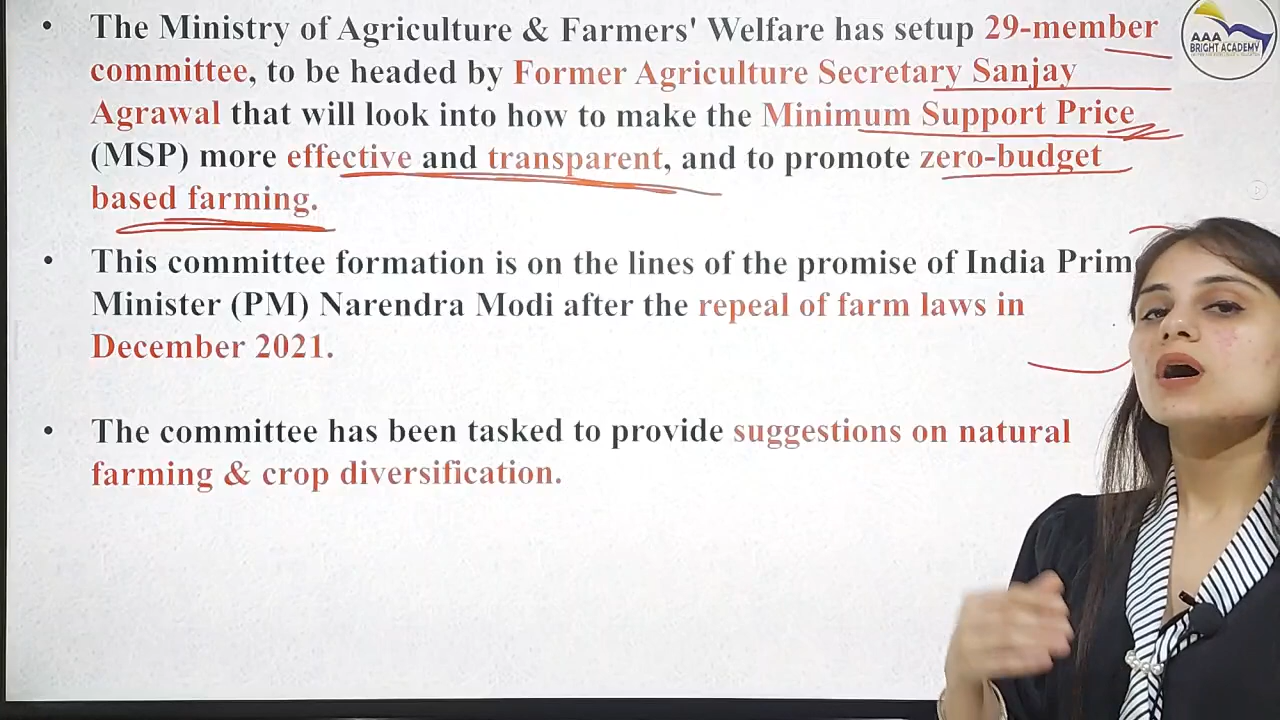 • The Ministry of Agriculture & Farmers' Welfare has setup 29-member
committee, to be headed by Former Agriculture Secretary Sanjay
Agrawal that will look into how to make the Minimum Support Price
(MSP) more effective and transparent, and to promote zero-budget
based farming.
• This committee formation is on the lines of the promise of India Prim
Minister (PM) Narendra Modi after the repeal of farm laws in
December 2021.
• The committee has been tasked to provide suggestions on natural
farming & crop diversification.
AAA
BRIGHT ACADEMY